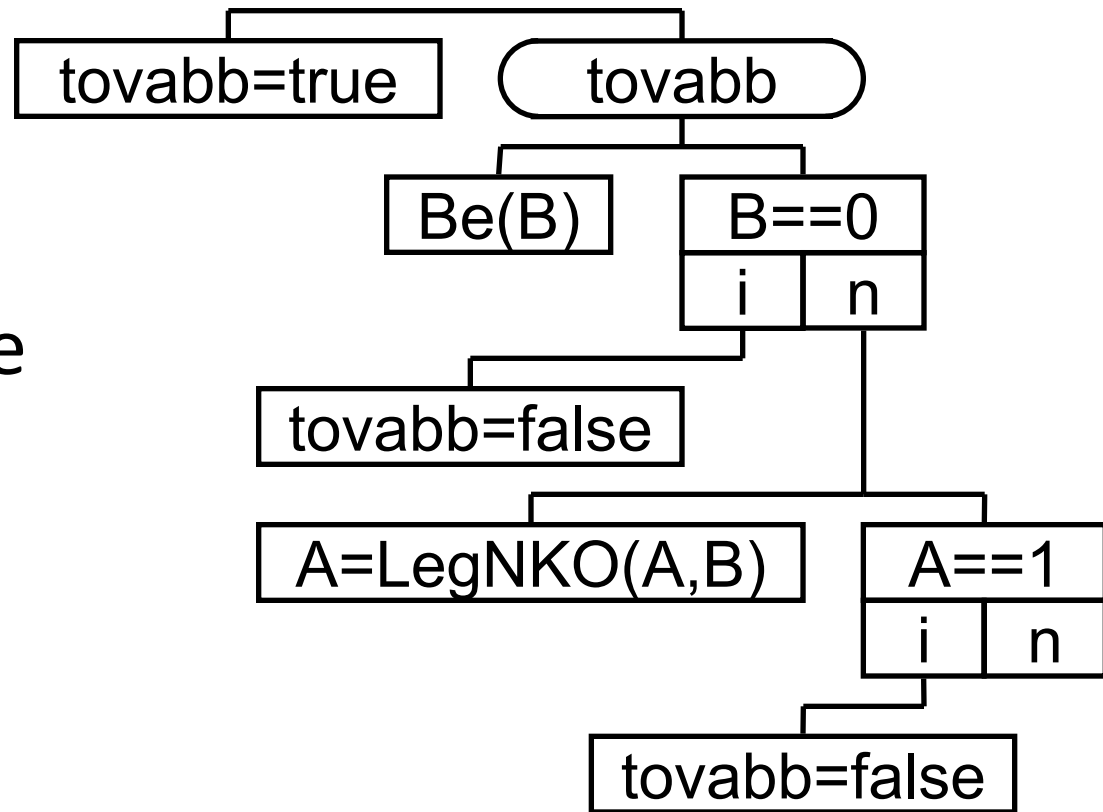 tovabb=true
tovabb
Be(B)
B==0
i
n
e
tovabb=false
A=LegNKO(A,B)
A==1
i
n
tovabb=false